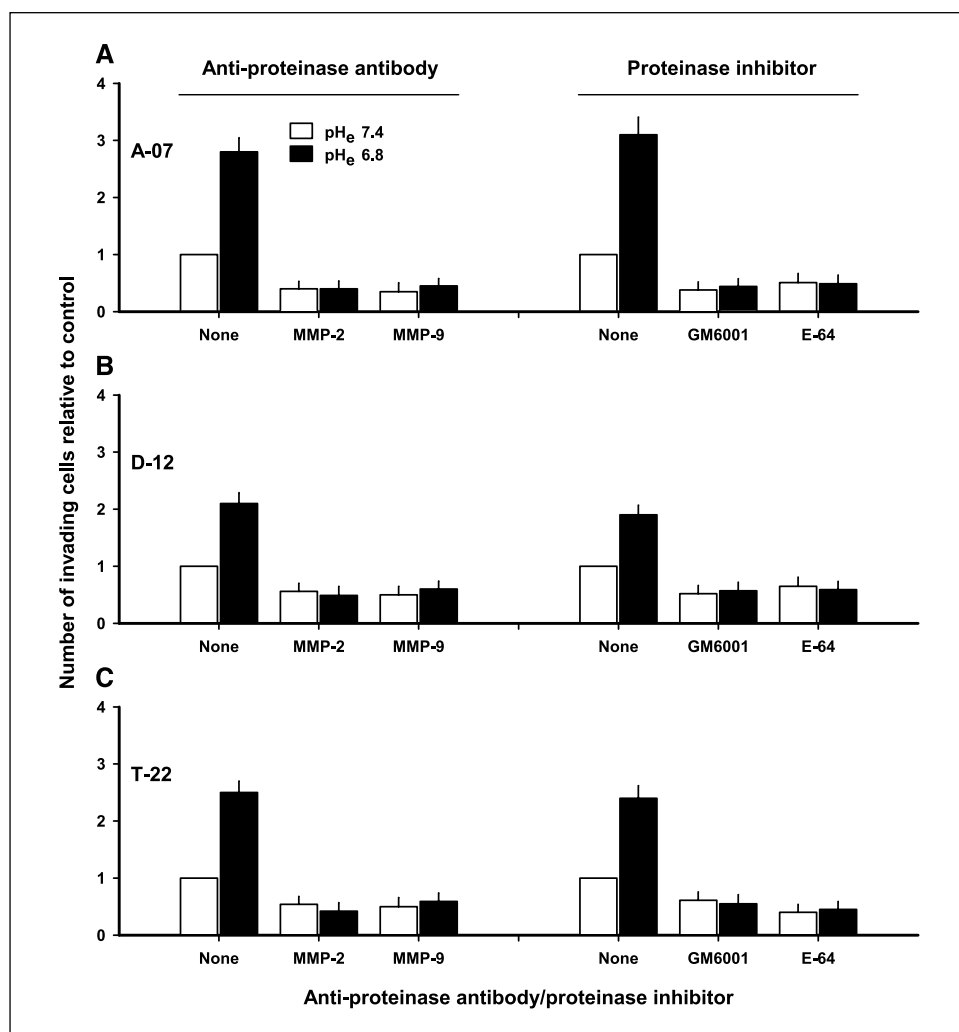 A
Anti-proteinase antibody
Proteinase inhibitor
4
3
2
1
0
A-07
pHe 7.4
pHe 6.8
None
MMP-2
MMP-9
None
GM6001
E-64
B
4
3
2
1
0
D-12
None
MMP-2
MMP-9
None
GM6001
E-64
C
4
3
2
1
0
T-22
None
MMP-2
MMP-9
None
GM6001
E-64
Number of invading cells relative to control
Anti-proteinase antibody/proteinase inhibitor